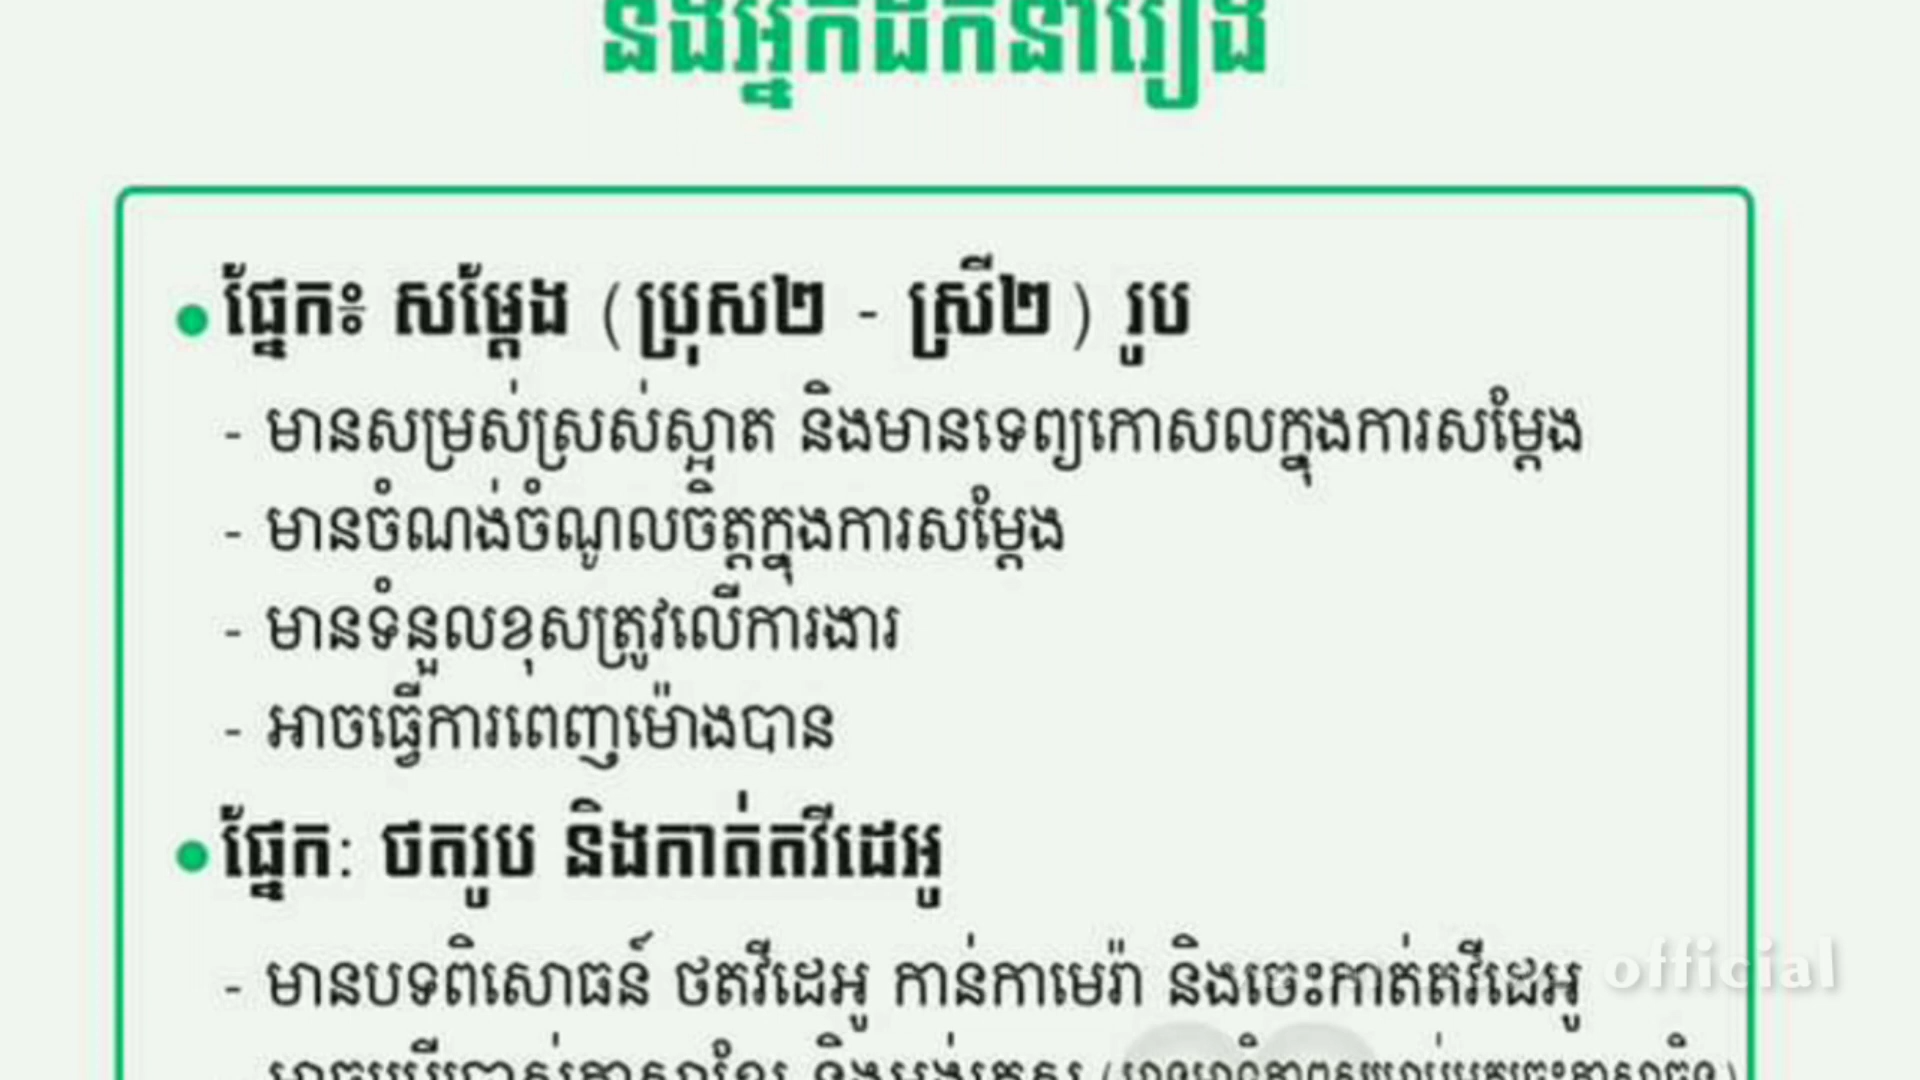 និងអ្នកដឹកនាំរឿង
ផ្នែក៖ សម្ដែង (ប្រុស២ - ស្រី២) រូប
- មានសម្រស់ស្រស់ស្អាត និងមានទេព្យកោសលក្នុងការសម្ដែង
- មានចំណង់ចំណូលចិត្តក្នុងការសម្ដែង
- មានទំនួលខុសត្រូវលើការងារ
- អាចធ្វើការពេញម៉ោងបាន
ផ្នែក: ថតរូប និងកាត់តវីដេអូ
- មានបទពិសោធន៍ ថតវីដេអូ កាន់កាមេរ៉ា និងចេះកាត់តវីដេអូ
official